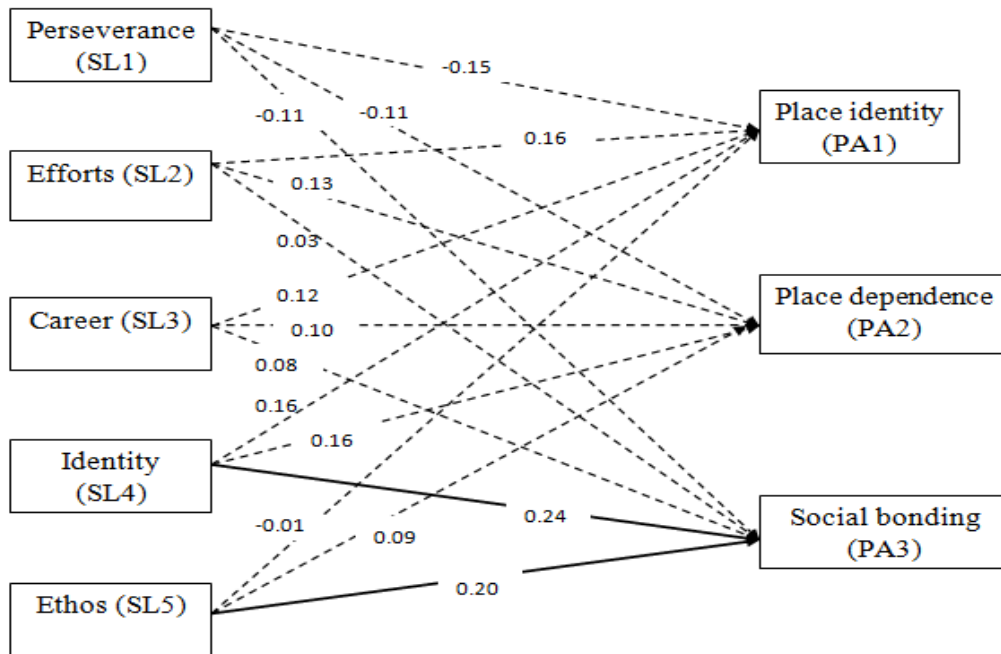 Perseverance
(SL1)
-0.15
-0.11
-0.11
Place identity
(PA1)
Efforts (SL2)
0.16
0.13
0.03
Career (SL3)
0.12
0.10
0.08
Place dependence
(PA2)
Identity
(SL4)
0.16
0.16
0.24
Social bonding
(PA3)
Ethos (SL5)
-0.01
0.09
0.20